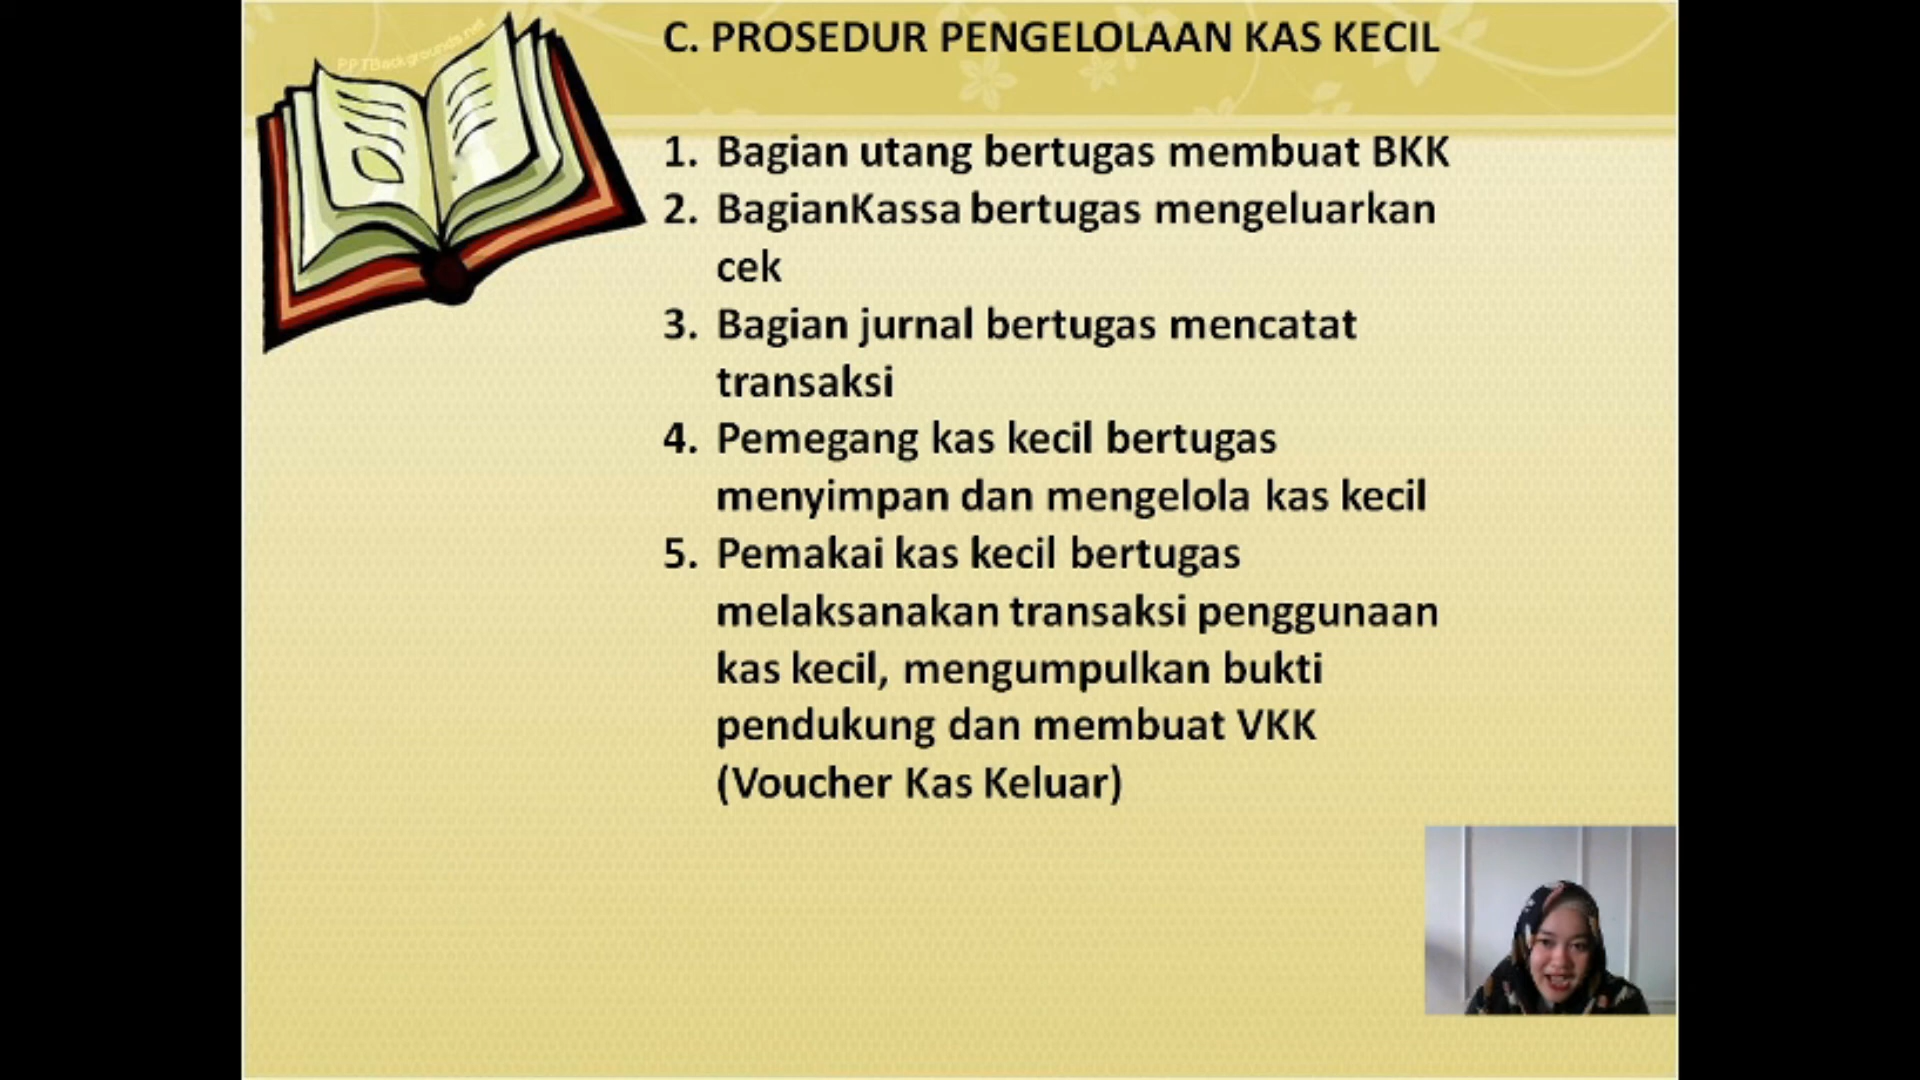 PPTBackgrounds.net
C. PROSEDUR PENGELOLAAN KAS KECIL
1. Bagian utang bertugas membuat BKK
2. BagianKassa bertugas mengeluarkan
cek
3. Bagian jurnal bertugas mencatat
transaksi
4. Pemegang kas kecil bertugas
menyimpan dan mengelola kas kecil
5. Pemakai kas kecil bertugas
melaksanakan transaksi penggunaan
kas kecil, mengumpulkan bukti
pendukung dan membuat VKK
(Voucher Kas Keluar)